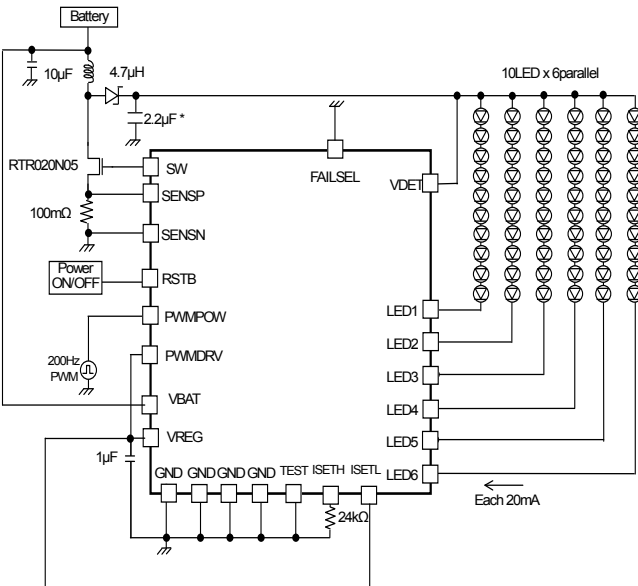 Battery
10µF
4.7µH
10LED x 6parallel
2.2µF *
RTR020N05
SW
FAILSEL
VDET
SENSP
100mΩ
SENSN
Power
ON/OFF
RSTB
LED1
PWMPOW
LED2
200Hz
PWM
PWMDRV
LED3
VBAT
LED4
VREG
LED5
1µF
GND GND GND GND TEST ISETH ISETL
LED6
24kΩ
Each 20mA